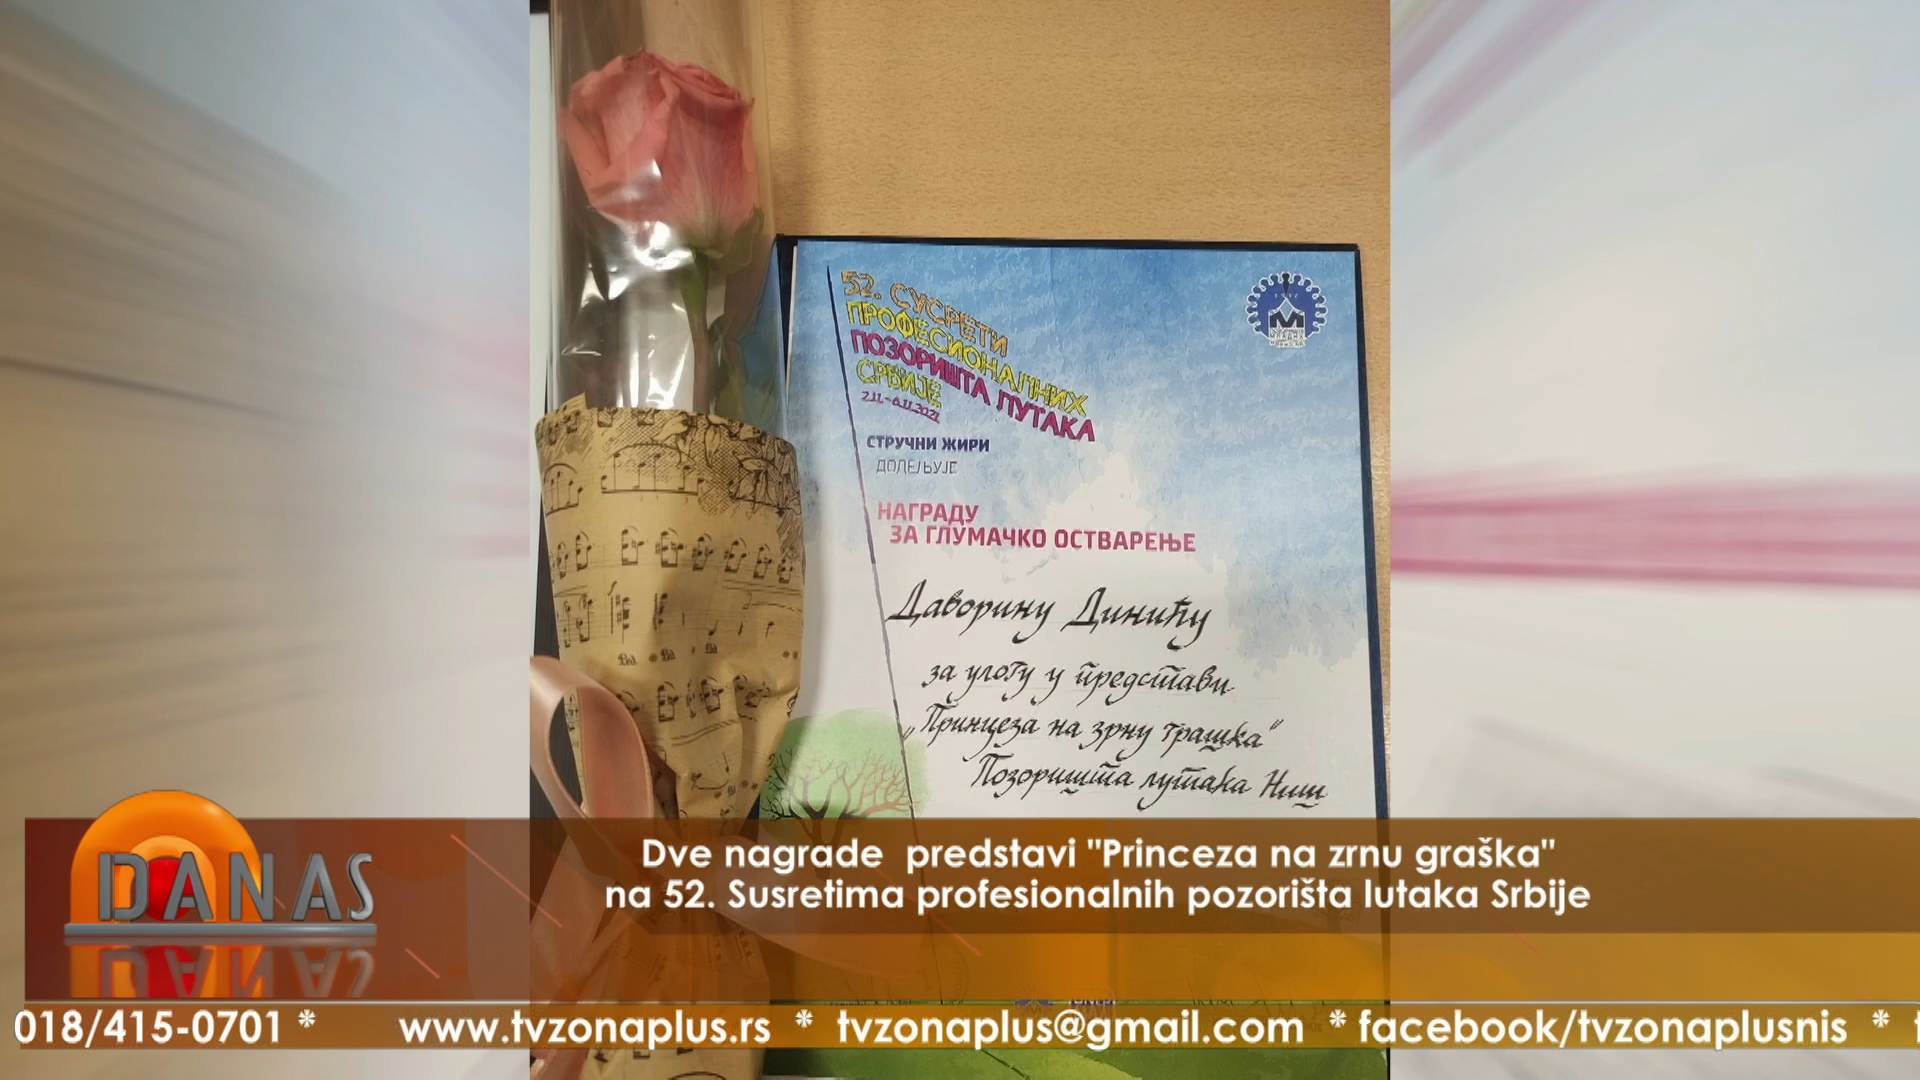 52. СУСРЕТИ
ПРОФЕСИОНАЛНИХ
ПОЗОРИШТА ЛУТАКА
СРБИЈЕ
2.11.-6.11.2021.
СТРУЧНИ ЖИРИ
ДОДЕЉУЈЕ
НАГРАДУ
ЗА ГЛУМАЧКО ОСТВАРЕЊЕ
Даворину Динићу
за улогу у представи
„Принцеза на зрну грашка“
Позоришта лутака Ниш
DANAS
Dve nagrade predstavi "Princeza na zrnu graška"
na 52. Susretima profesionalnih pozorišta lutaka Srbije
018/415-0701 * www.tvzonaplus.rs * tvzonaplus@gmail.com * facebook/tvzonaplusnis *